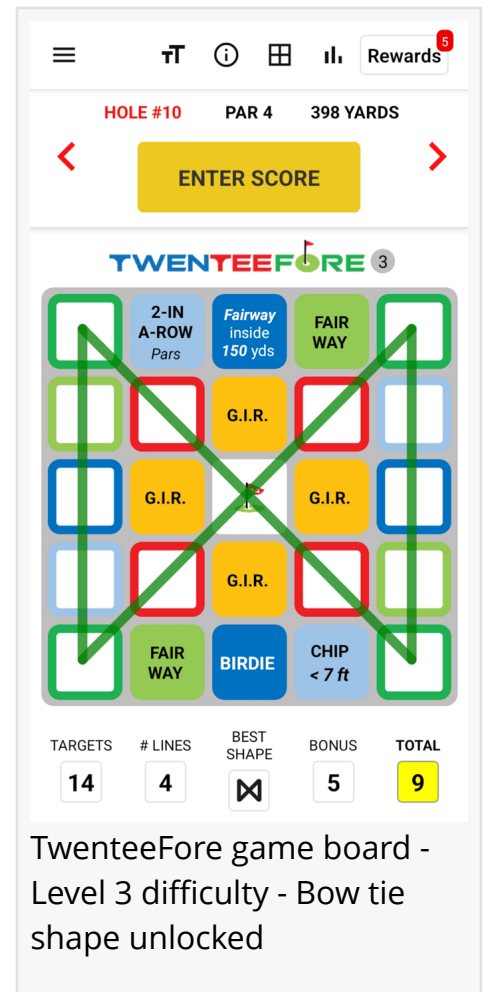 5
Rewards
HOLE #10 PAR 4 398 YARDS
ENTER SCORE
TWENTEEFORE 3
2-IN
A-ROW
Pars
Fairway
inside
150 yds
FAIR
WAY
G.I.R.
G.I.R.
G.I.R.
G.I.R.
FAIR
WAY
BIRDIE
CHIP
< 7 ft
TARGETS
# LINES
BEST
SHAPE
BONUS
TOTAL
14 4 5 9
TwenteeFore game board -
Level 3 difficulty - Bow tie
shape unlocked